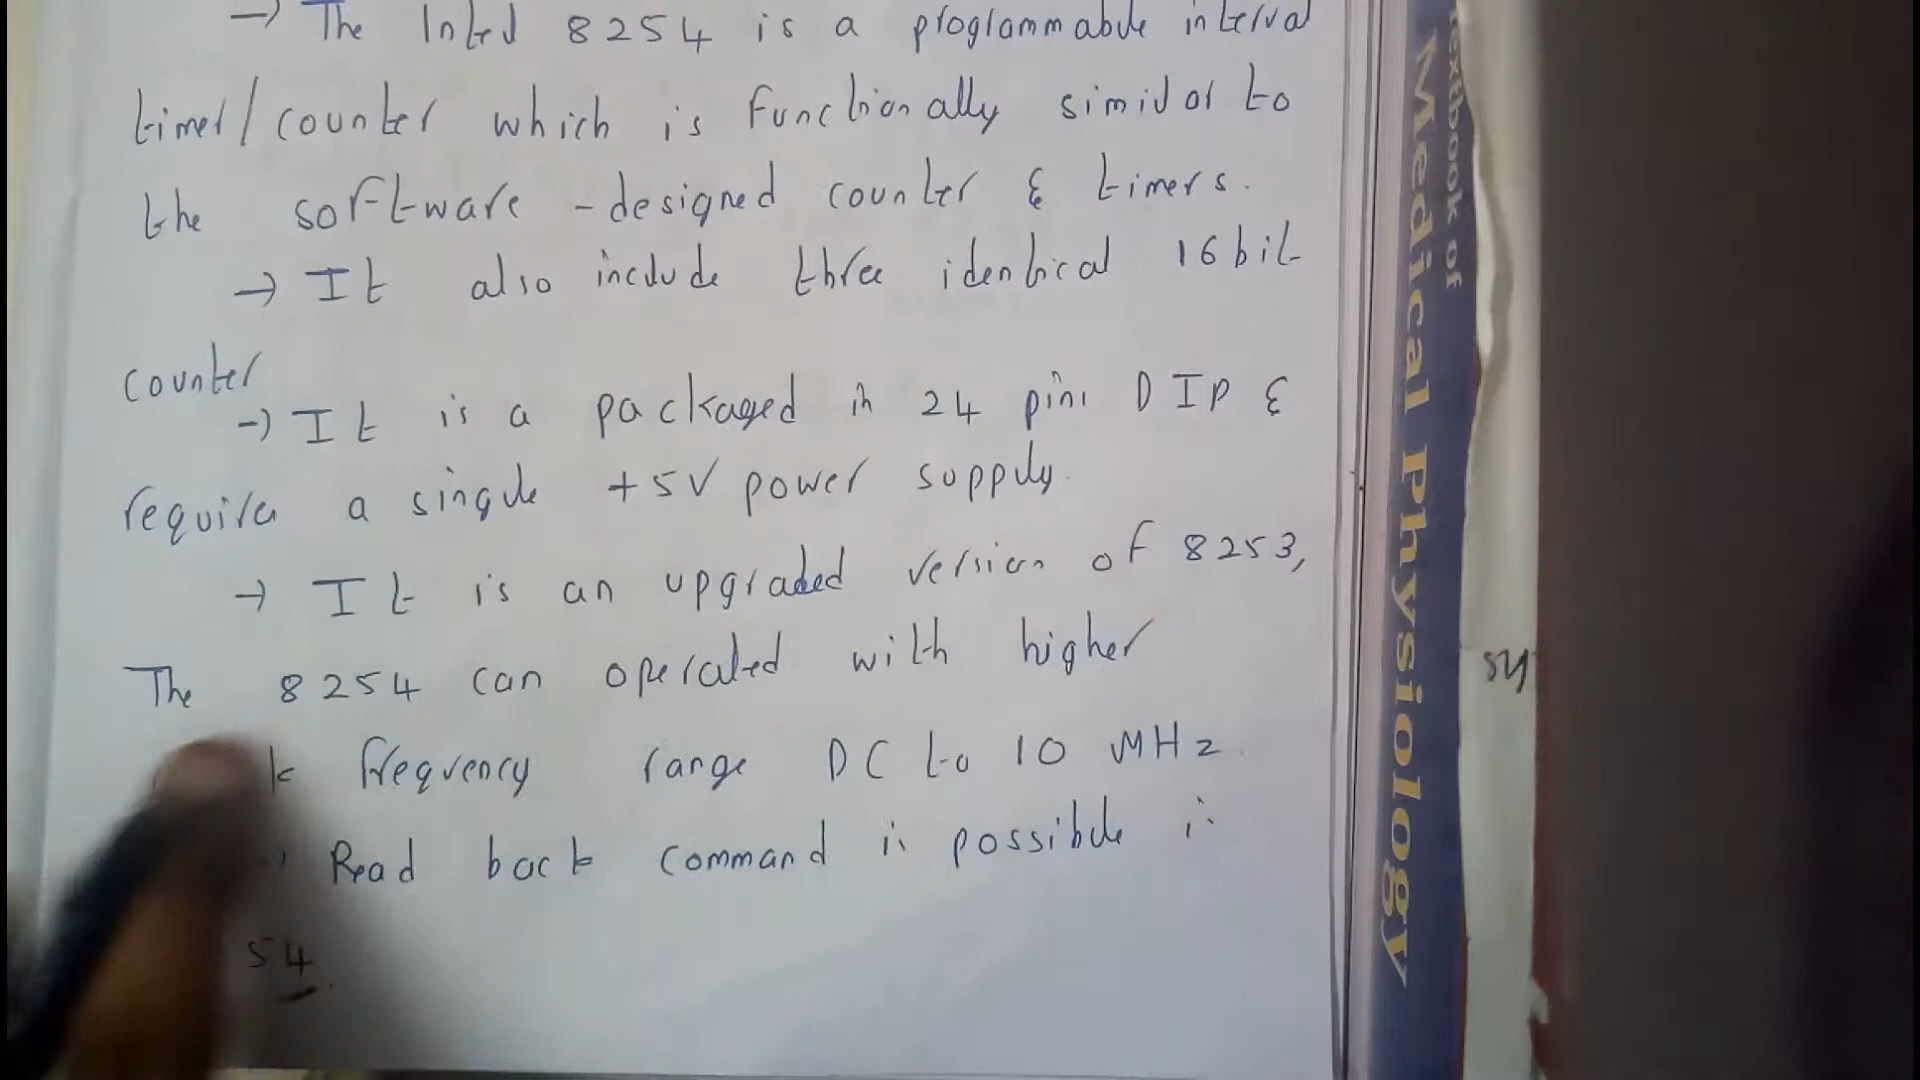 → The Intel 8254 is a programmable interval
timer/counter which is functionally similar to
the software-designed counter & timers.
→ It also include three identical 16 bit
counter
→ It is a packaged in 24 pin DIP &
require a single +5V power supply.
→ It is an upgraded version of 8253,
The 8254 can operated with higher
k frequency range DC to 10 MHz.
Read back command is possible in
54.
Textbook of
Medical Physiology